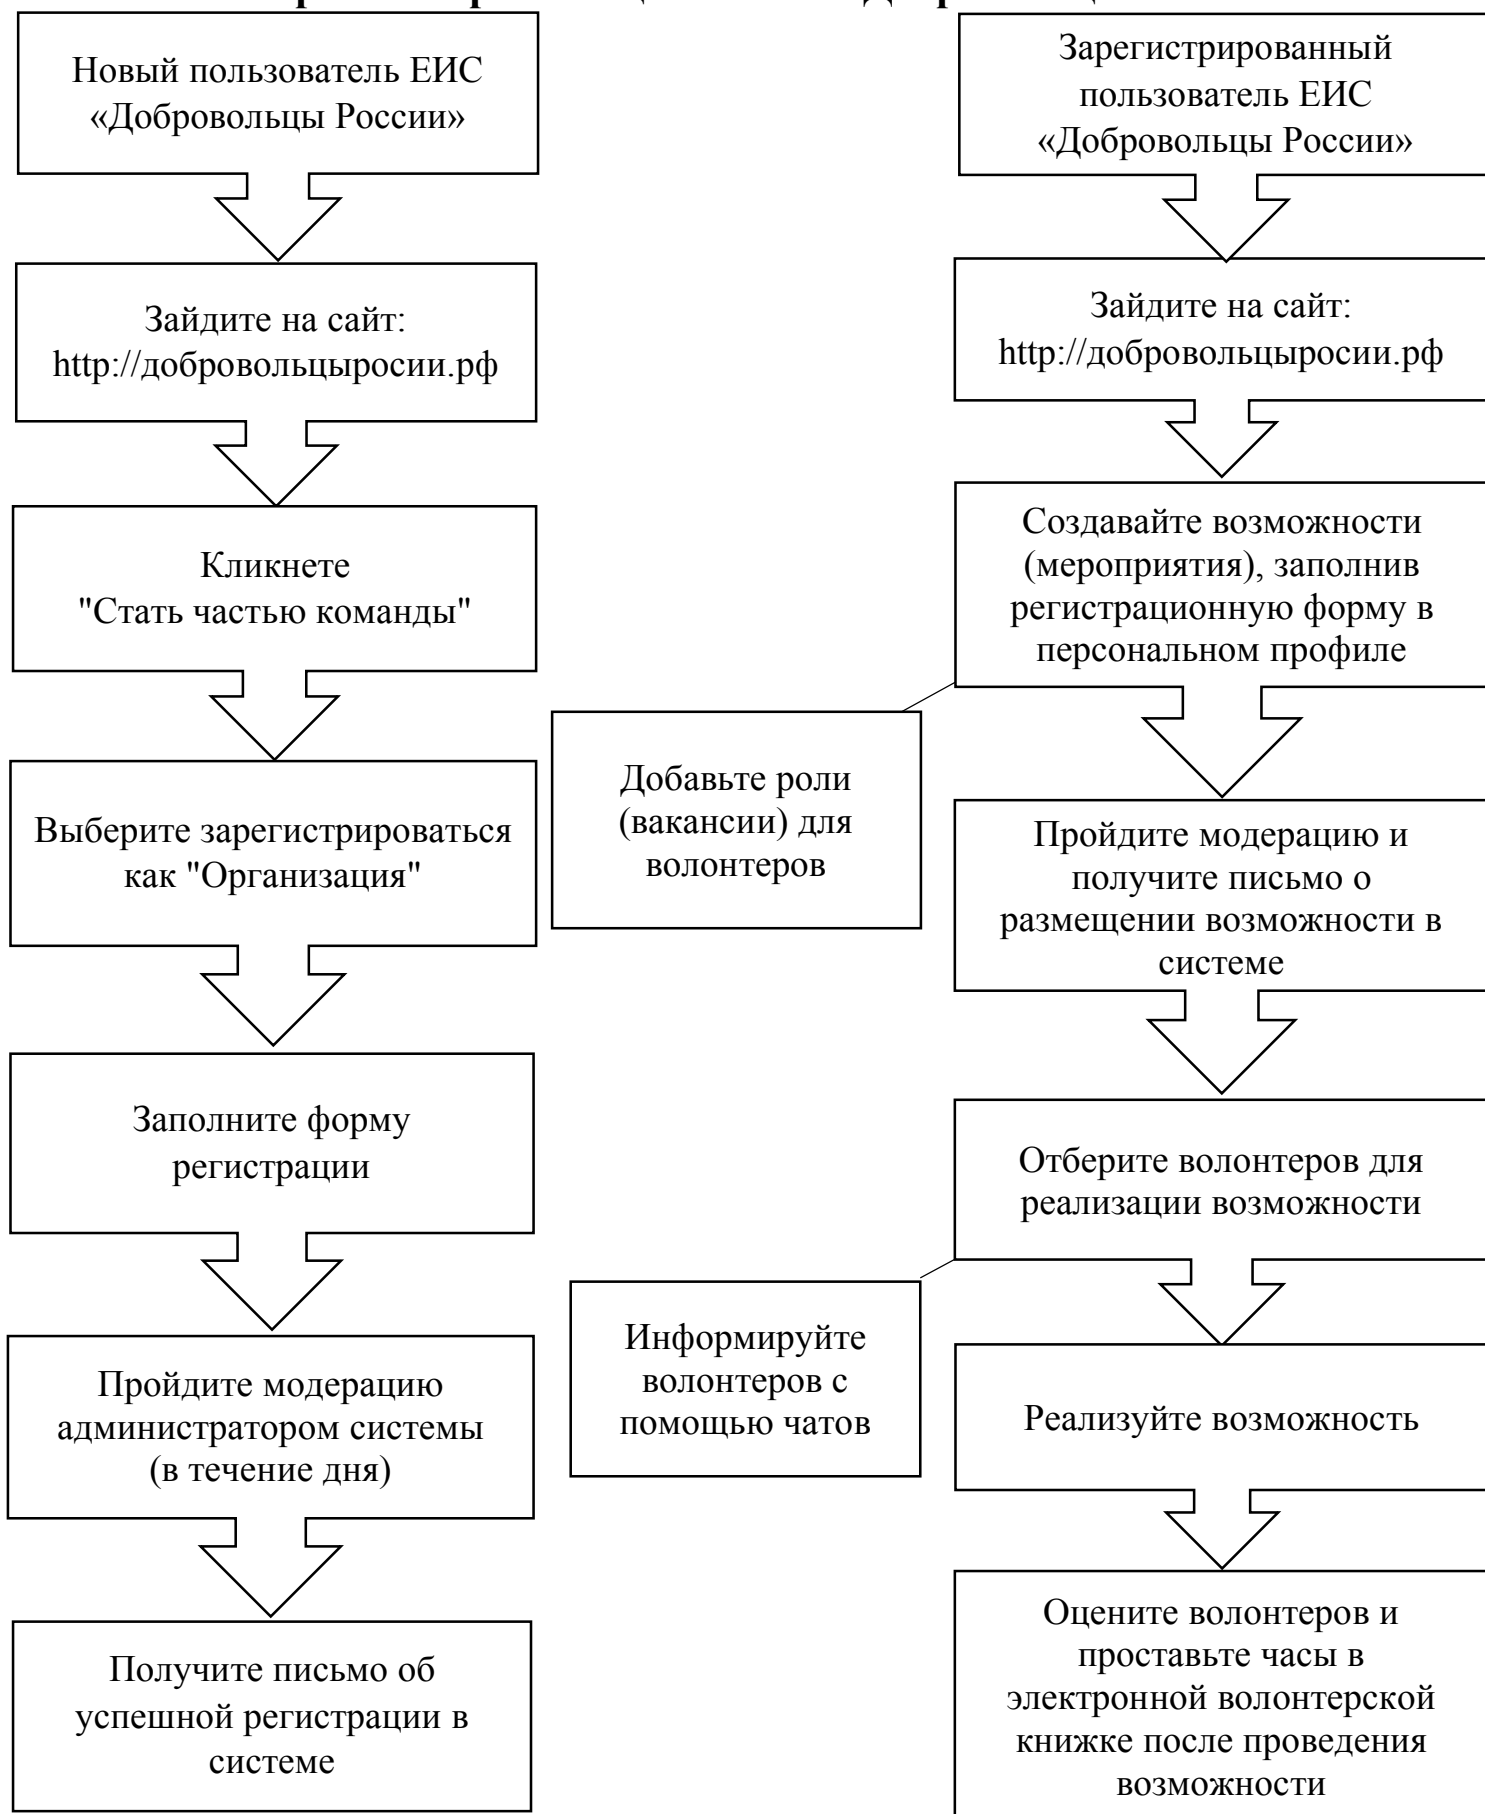 Новый пользователь ЕИС
«Добровольцы России»
Зайдите на сайт:
http://добровольцыросии.рф
Кликнете
"Стать частью команды"
Выберите зарегистрироваться
как "Организация"
Заполните форму
регистрации
Пройдите модерацию
администратором системы
(в течение дня)
Получите письмо об
успешной регистрации в
системе
Зарегистрированный
пользователь ЕИС
«Добровольцы России»
Зайдите на сайт:
http://добровольцыросии.рф
Создавайте возможности
(мероприятия), заполнив
регистрационную форму в
персональном профиле
Добавьте роли
(вакансии) для
волонтеров
Пройдите модерацию и
получите письмо о
размещении возможности в
системе
Отберите волонтеров для
реализации возможности
Информируйте
волонтеров с
помощью чатов
Реализуйте возможность
Оцените волонтеров и
проставьте часы в
электронной волонтерской
книжке после проведения
возможности